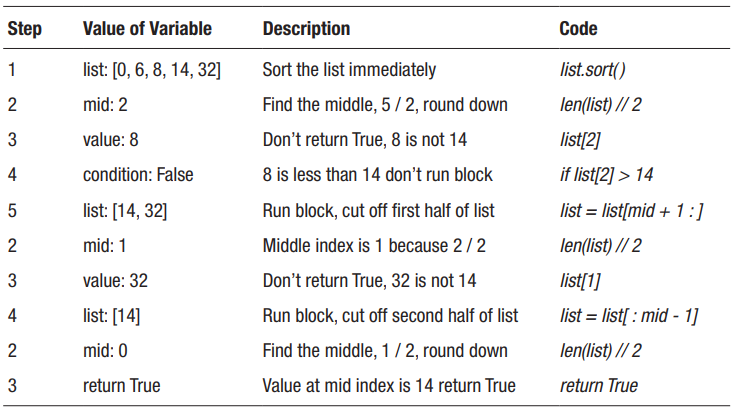 Step Value of Variable Description Code
1 list: [0, 6, 8, 14, 32] Sort the list immediately list.sort()
2 mid: 2 Find the middle, 5 / 2, round down len(list) // 2
3 value: 8 Don’t return True, 8 is not 14 list[2]
4 condition: False 8 is less than 14 don’t run block if list[2] > 14
5 list: [14, 32] Run block, cut off first half of list list = list[mid + 1 : ]
2 mid: 1 Middle index is 1 because 2 / 2 len(list) // 2
3 value: 32 Don’t return True, 32 is not 14 list[1]
4 list: [14] Run block, cut off second half of list list = list[ : mid - 1]
2 mid: 0 Find the middle, 1 / 2, round down len(list) // 2
3 return True Value at mid index is 14 return True return True